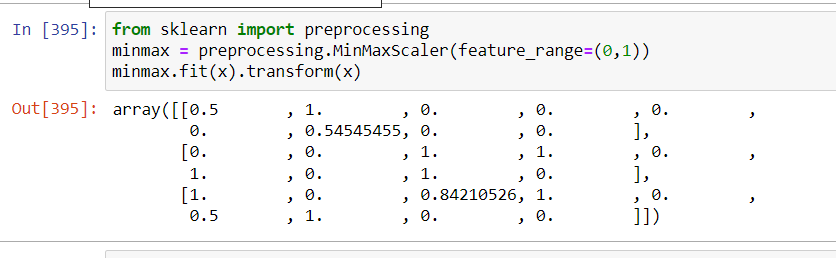 In [395]: from sklearn import preprocessing
minmax = preprocessing.MinMaxScaler(feature_range=(0,1))
minmax.fit(x).transform(x)
Out[395]: array([[0.5       , 1.        , 0.        , 0.        , 0.        ,
        0.        , 0.54545455, 0.        , 0.        ],
       [0.        , 0.        , 1.        , 1.        , 0.        ,
        1.        , 0.        , 1.        , 0.        ],
       [1.        , 0.        , 0.84210526, 1.        , 0.        ,
        0.5       , 1.        , 0.        , 0.        ]])